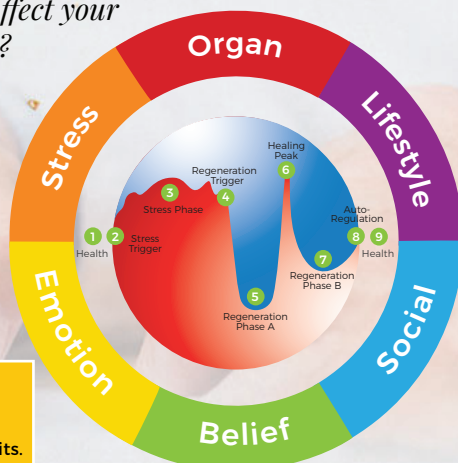 ffect your
?
Organ
Stress
Lifestyle
Healing
Peak
6
Regeneration
Trigger
3
4
Stress Phase
Auto-
Regulation
1
2
8
9
Health
Stress
Trigger
Health
7
Regeneration
Phase B
5
Regeneration
Phase A
Emotion
Social
Belief
its.